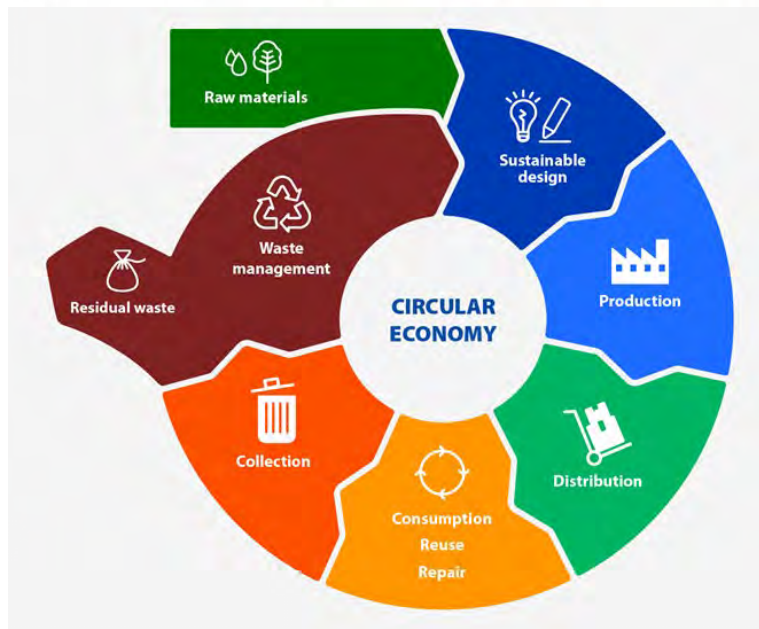 Raw materials
Sustainable
design
Production
Distribution
Consumption
Reuse
Repair
Collection
Waste
management
Residual waste
CIRCULAR
ECONOMY